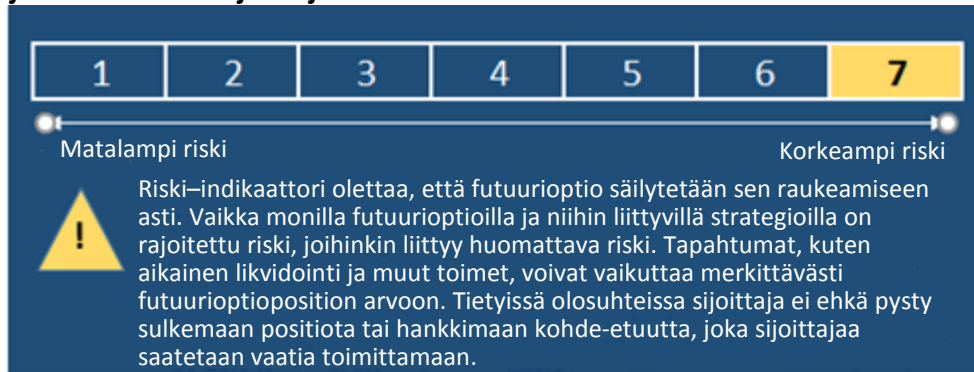 1 2 3 4 5 6 7
Matalampi riski Korkeampi riski
Riski–indikaattori olettaa, että futuurioptio säilytetään sen raukeamiseen
asti. Vaikka monilla futuurioptioilla ja niihin liittyvillä strategioilla on
! rajoitettu riski, joihinkin liittyy huomattava riski. Tapahtumat, kuten
aikainen likvidointi ja muut toimet, voivat vaikuttaa merkittävästi
futuurioptioposition arvoon. Tietyissä olosuhteissa sijoittaja ei ehkä pysty
sulkemaan positiota tai hankkimaan kohde-etuutta, joka sijoittajaa
saatetaan vaatia toimittamaan.